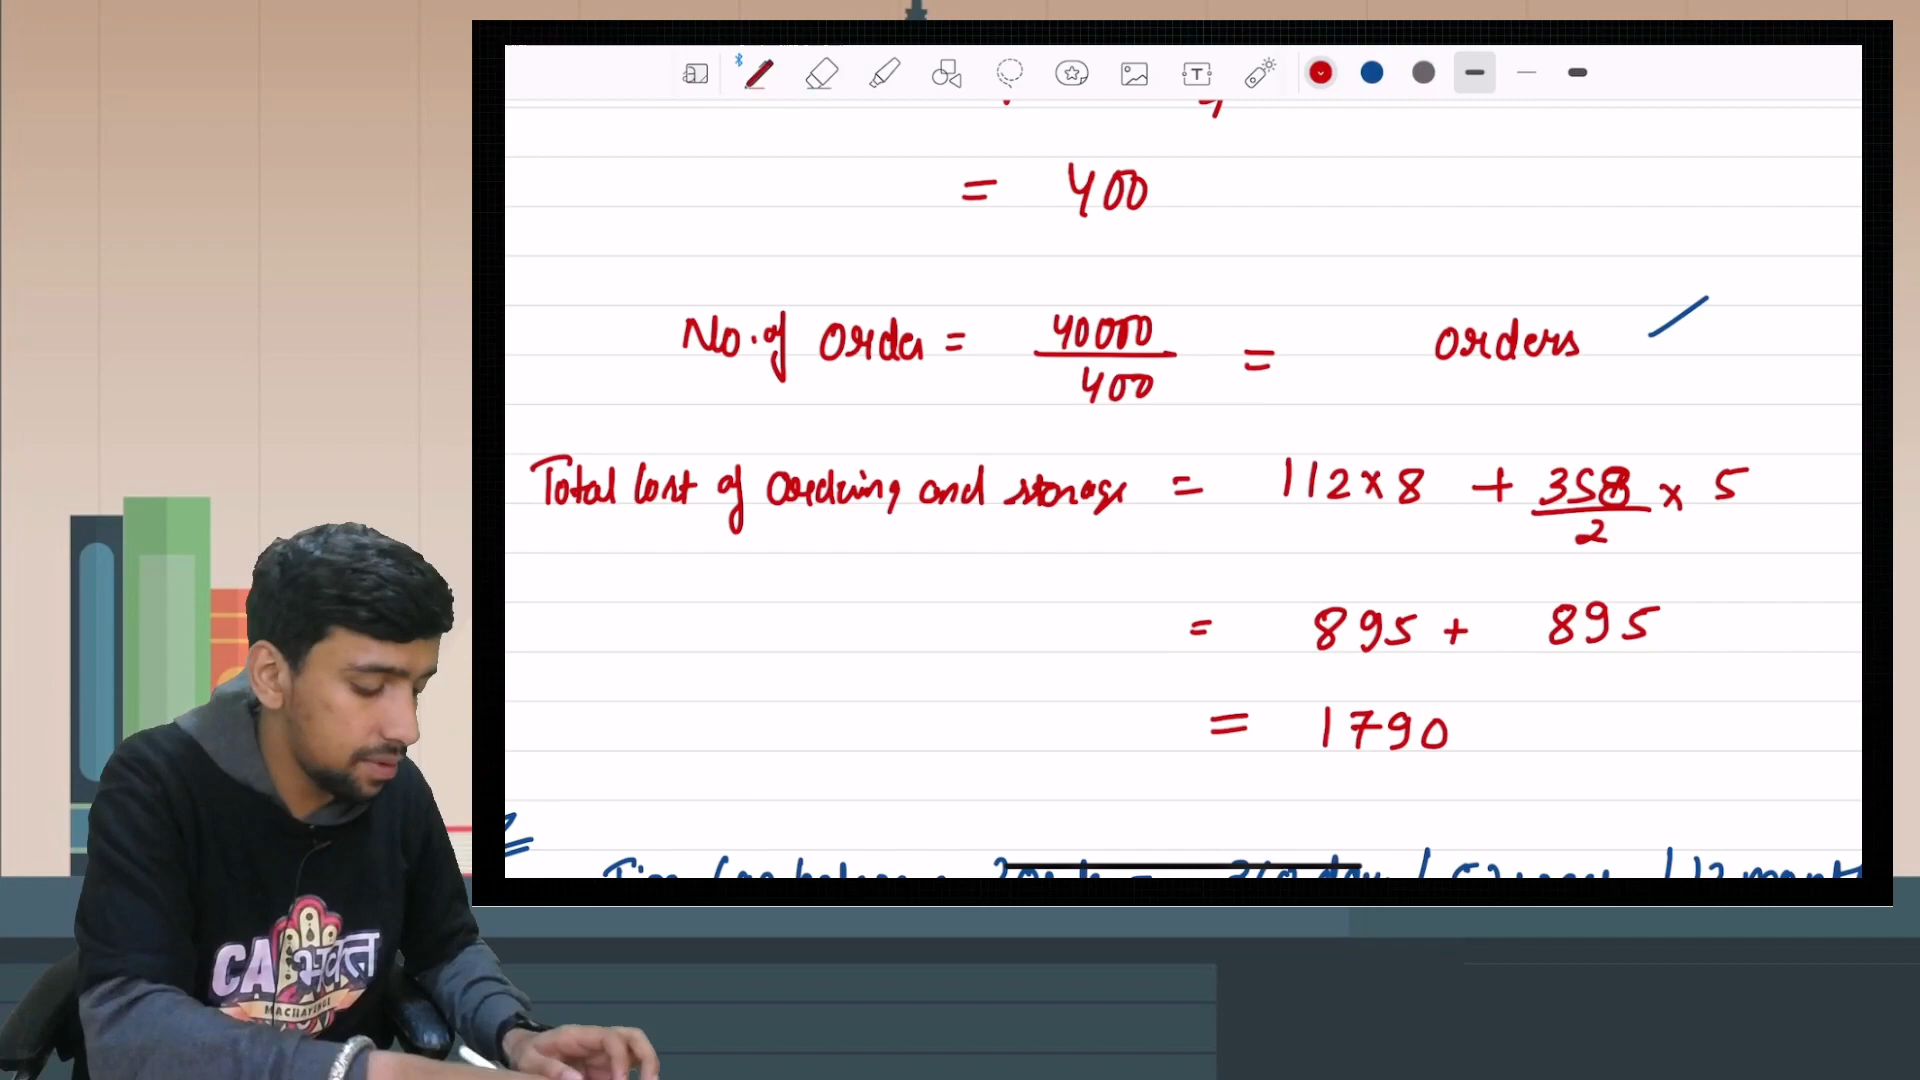 = 400
No. of order = 40000 / 400 = orders
Total cost of ordering and storage = 112 x 8 + 358 / 2 x 5
= 895 + 895
= 1790
CA भक्त
MACHAYENGE